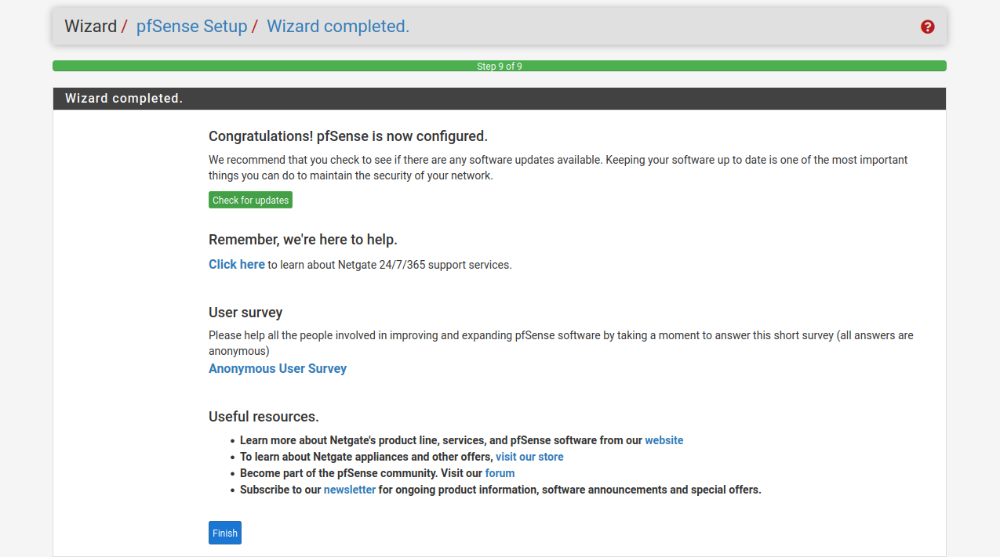 Wizard / pfSense Setup / Wizard completed.
Step 9 of 9
Wizard completed.
Congratulations! pfSense is now configured.
We recommend that you check to see if there are any software updates available. Keeping your software up to date is one of the most important
things you can do to maintain the security of your network.
Check for updates
Remember, we're here to help.
Click here to learn about Netgate 24/7/365 support services.
User survey
Please help all the people involved in improving and expanding pfSense software by taking a moment to answer this short survey (all answers are
anonymous)
Anonymous User Survey
Useful resources.
• Learn more about Netgate's product line, services, and pfSense software from our website
• To learn about Netgate appliances and other offers, visit our store
• Become part of the pfSense community. Visit our forum
• Subscribe to our newsletter for ongoing product information, software announcements and special offers.
Finish